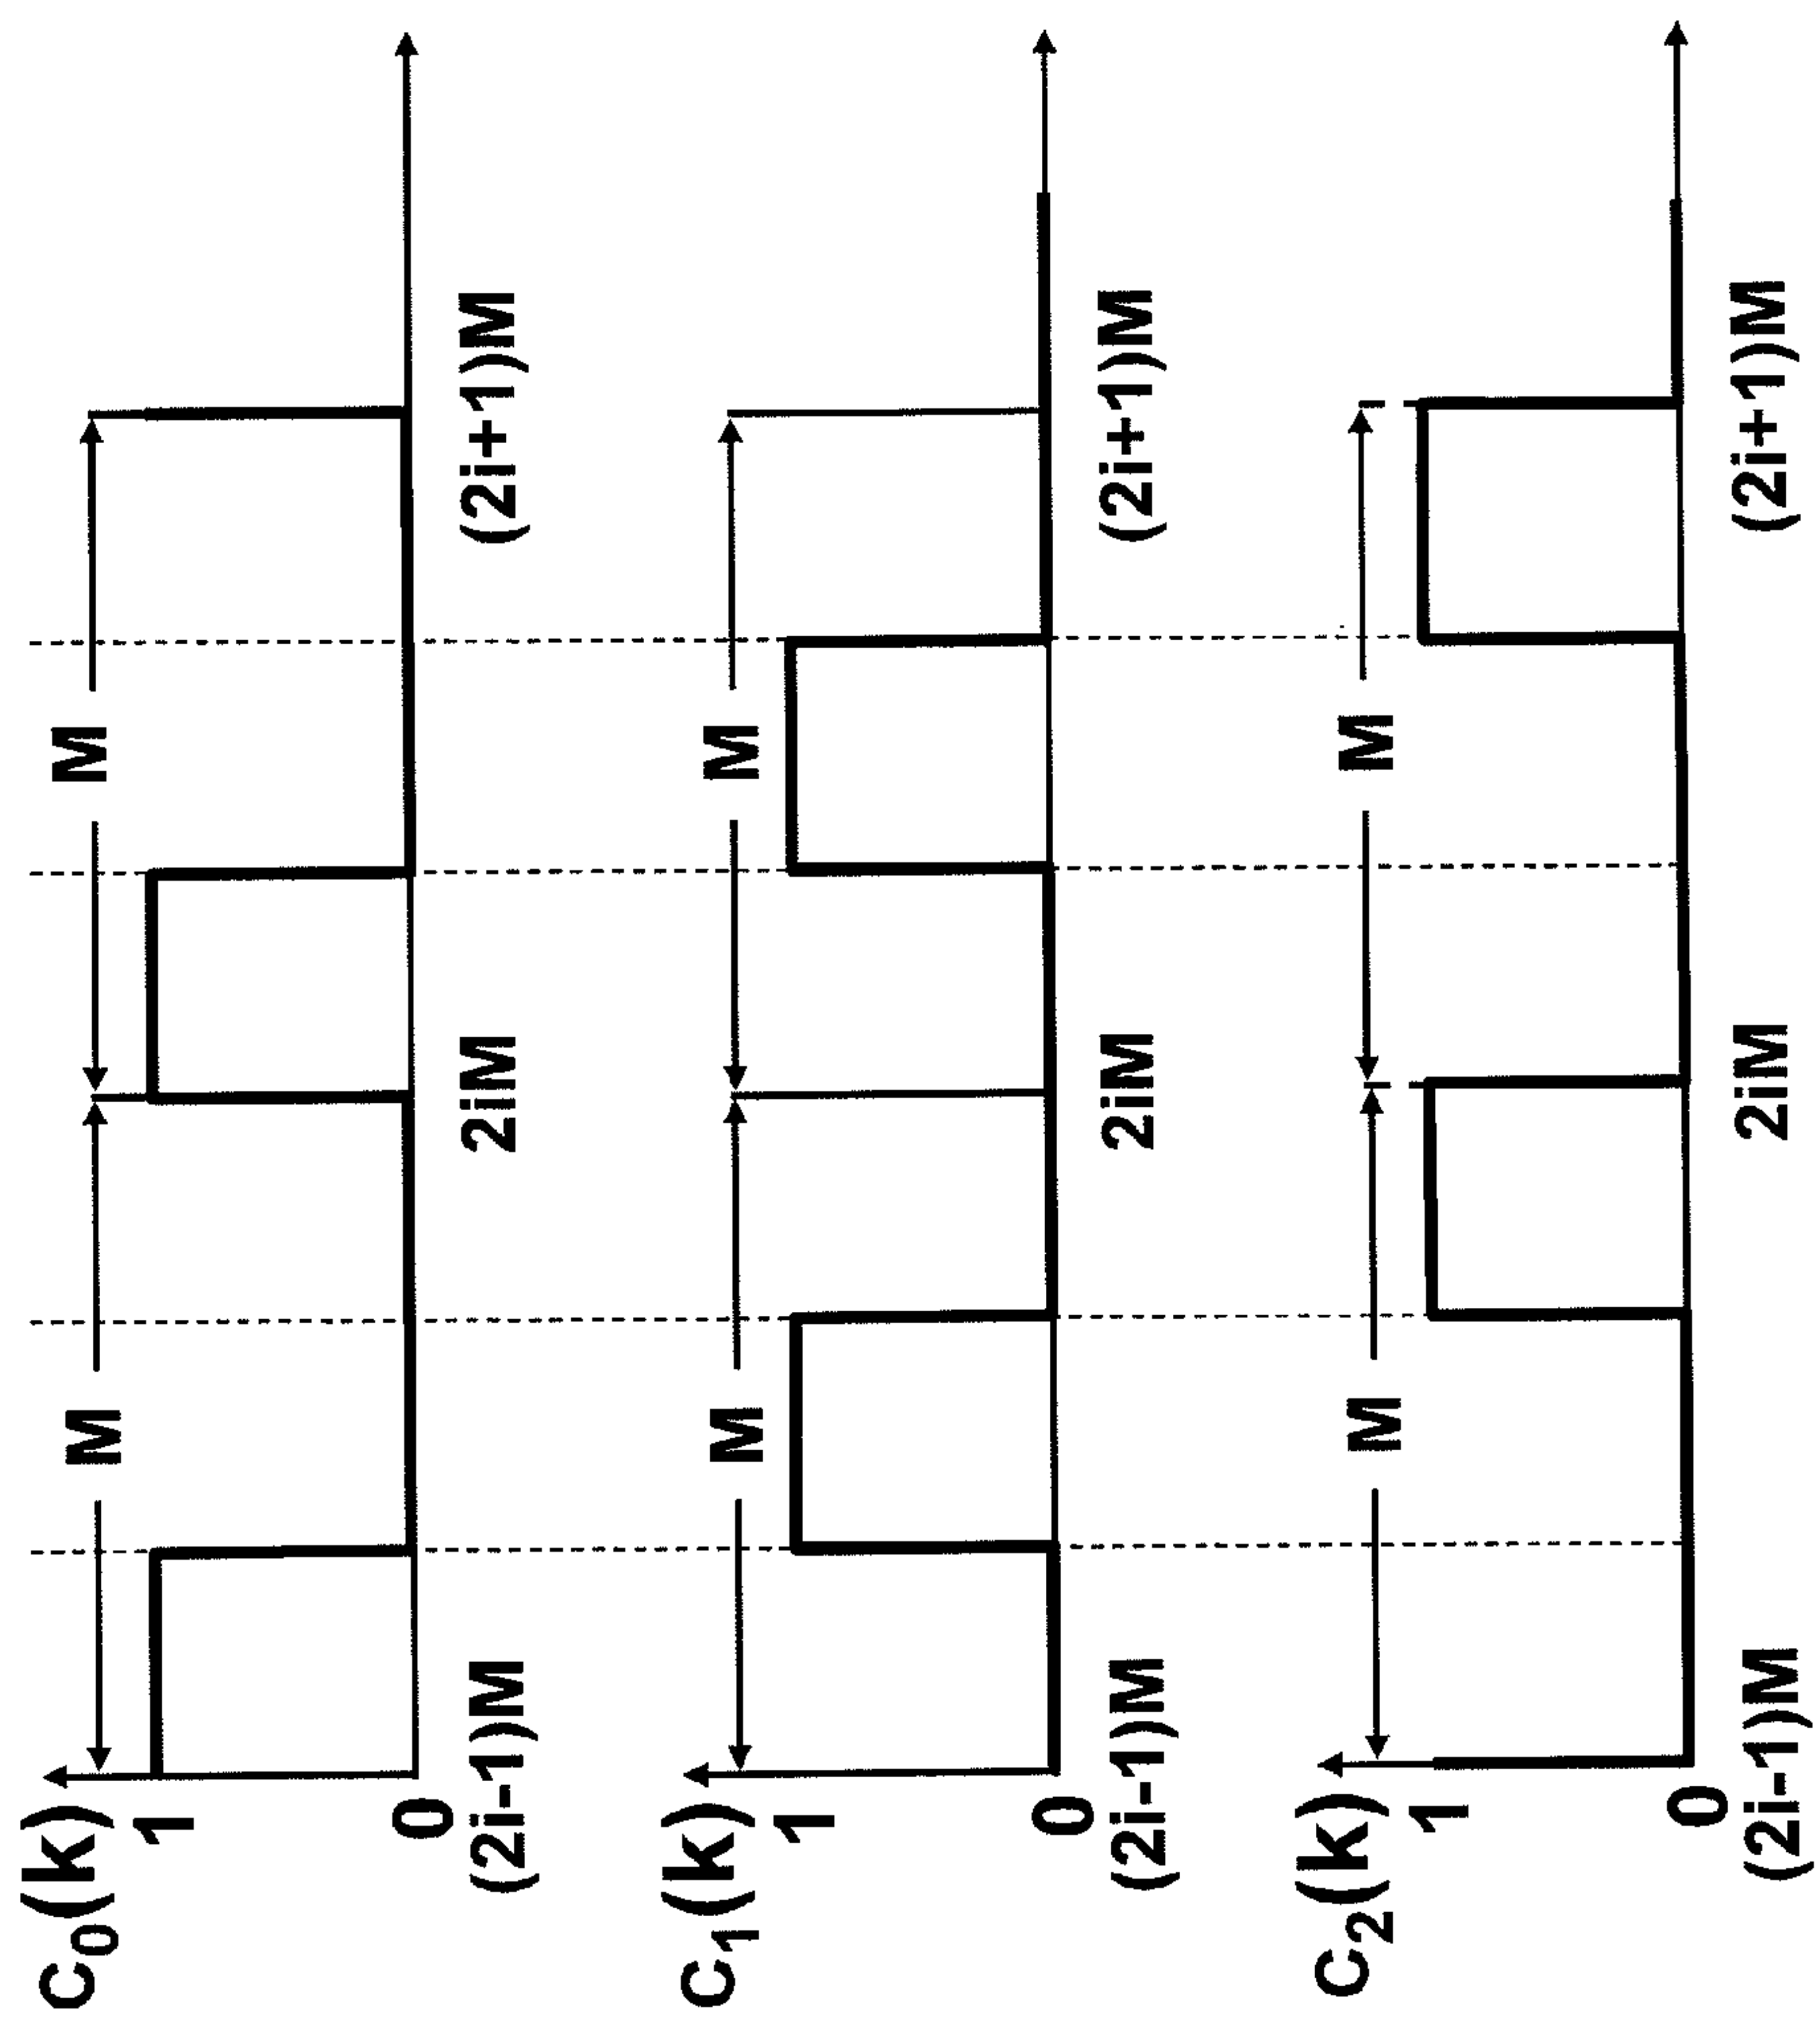 C0(k)
1
M
M
0
(2i-1)M
2iM
(2i+1)M
C1(k)
1
M
M
0
(2i-1)M
2iM
(2i+1)M
C2(k)
1
M
M
0
(2i-1)M
2iM
(2i+1)M